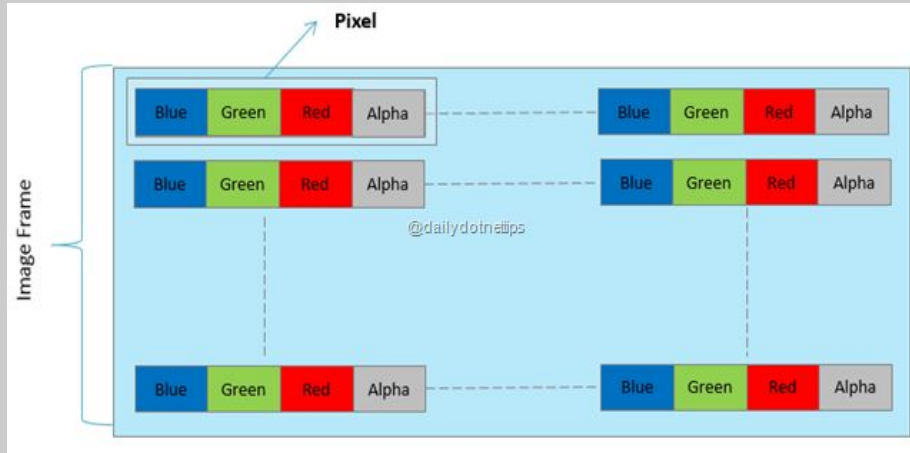 Pixel
Blue Green Red Alpha Blue Green Red Alpha
Blue Green Red Alpha Blue Green Red Alpha
@dailydotnettips
Image Frame
Blue Green Red Alpha Blue Green Red Alpha